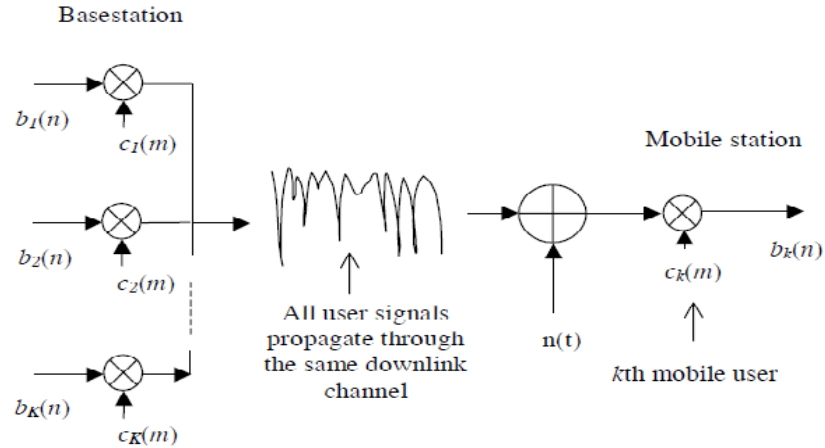 Basestation
b1(n)
c1(m)
b2(n)
c2(m)
bK(n)
cK(m)
All user signals
propagate through
the same downlink
channel
n(t)
Mobile station
ck(m)
bk(n)
kth mobile user